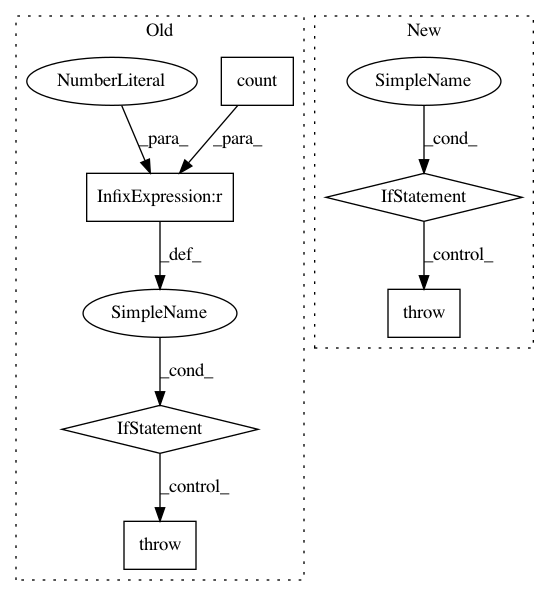 Old
NumberLiteral
count
_para_
_para_
InfixExpression:r
_def_
SimpleName
_cond_
IfStatement
_control_
throw
New
SimpleName
_cond_
IfStatement
_control_
throw